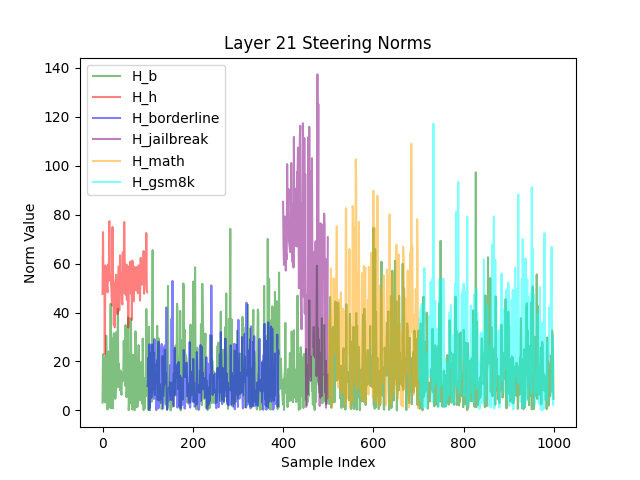 Layer 21 Steering Norms
Norm Value
140
120
100
80
60
40
20
0
H_b
H_h
H_borderline
H_jailbreak
H_math
H_gsm8k
0
200
400
600
800
1000
Sample Index